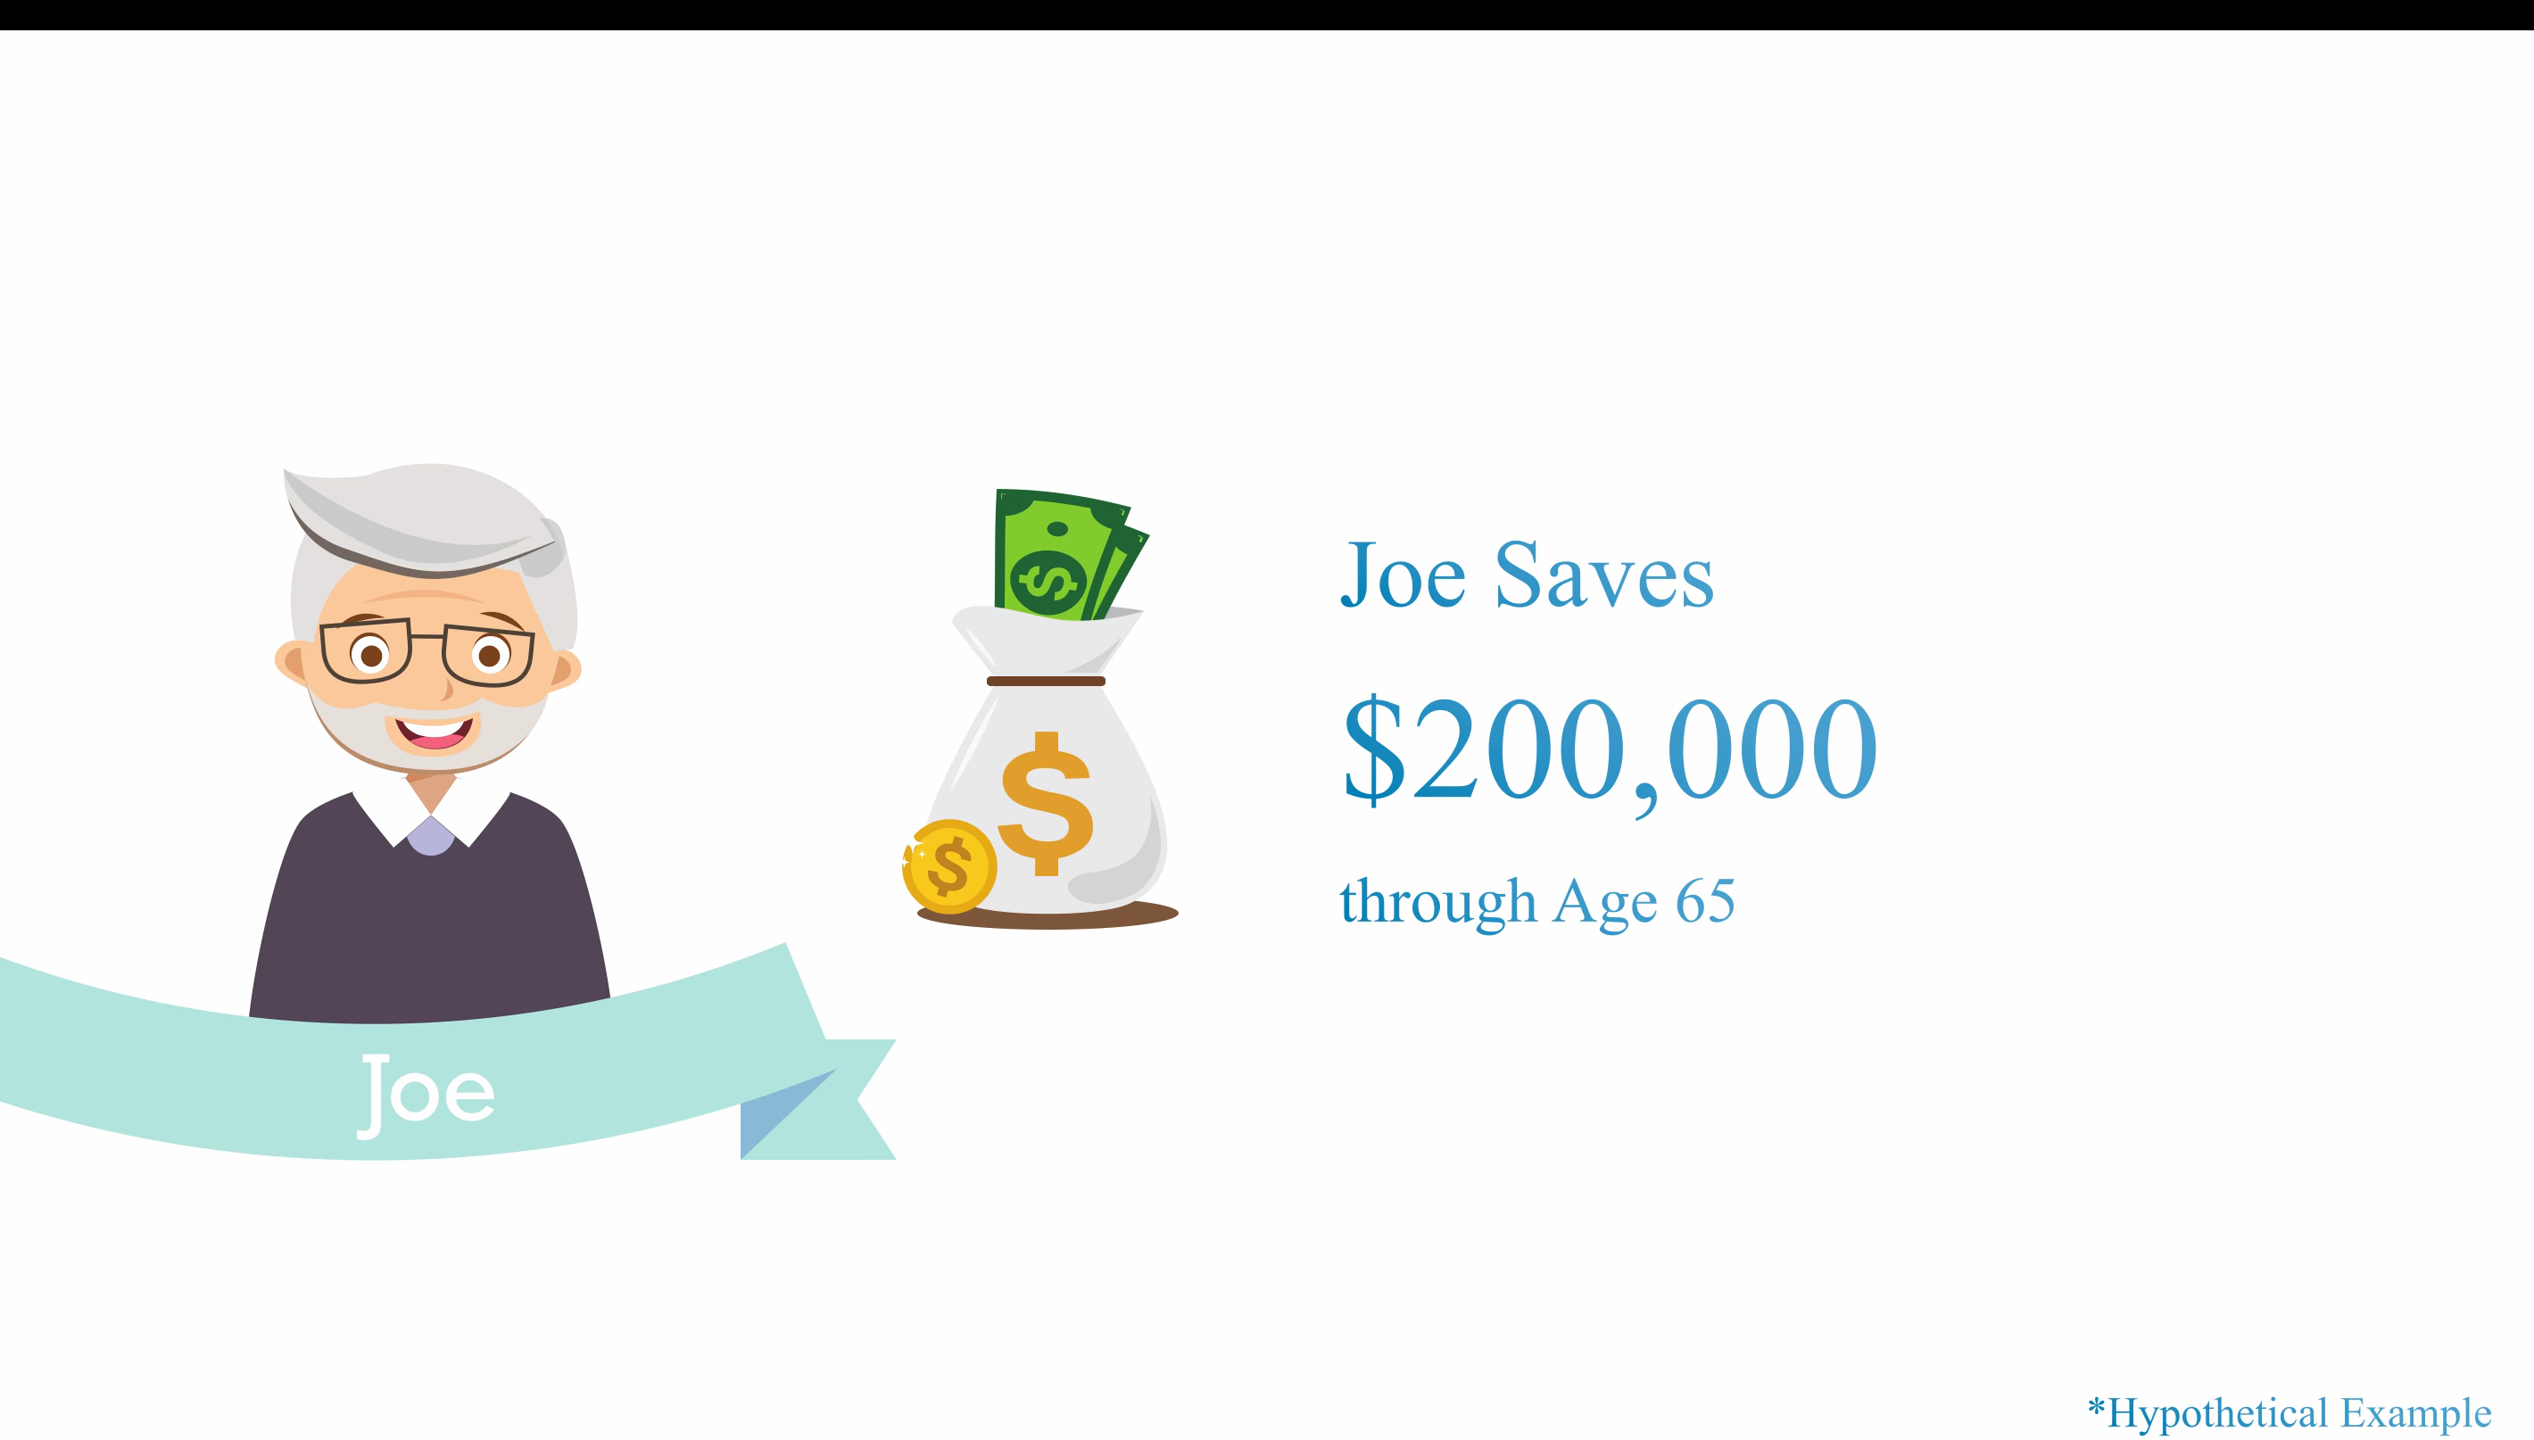 Joe Saves
$200,000
through Age 65
$
$
$
Joe
*Hypothetical Example